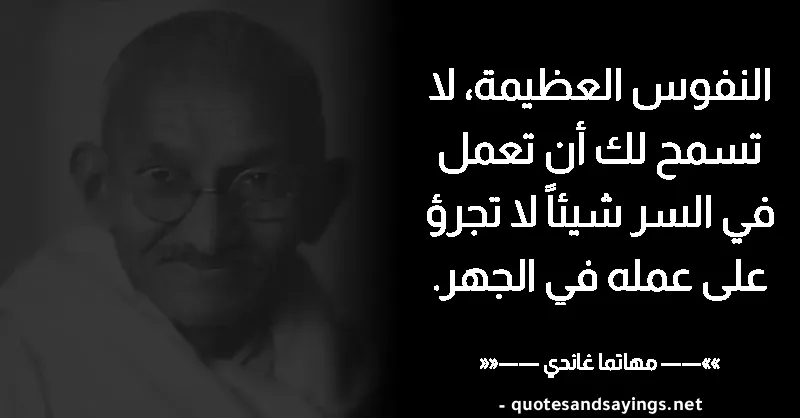 النفوس العظيمة، لا
تسمح لك أن تعمل
في السر شيئاً لا تجرؤ
على عمله في الجهر.
»»—— مهاتما غاندي ——««
- quotesandsayings.net